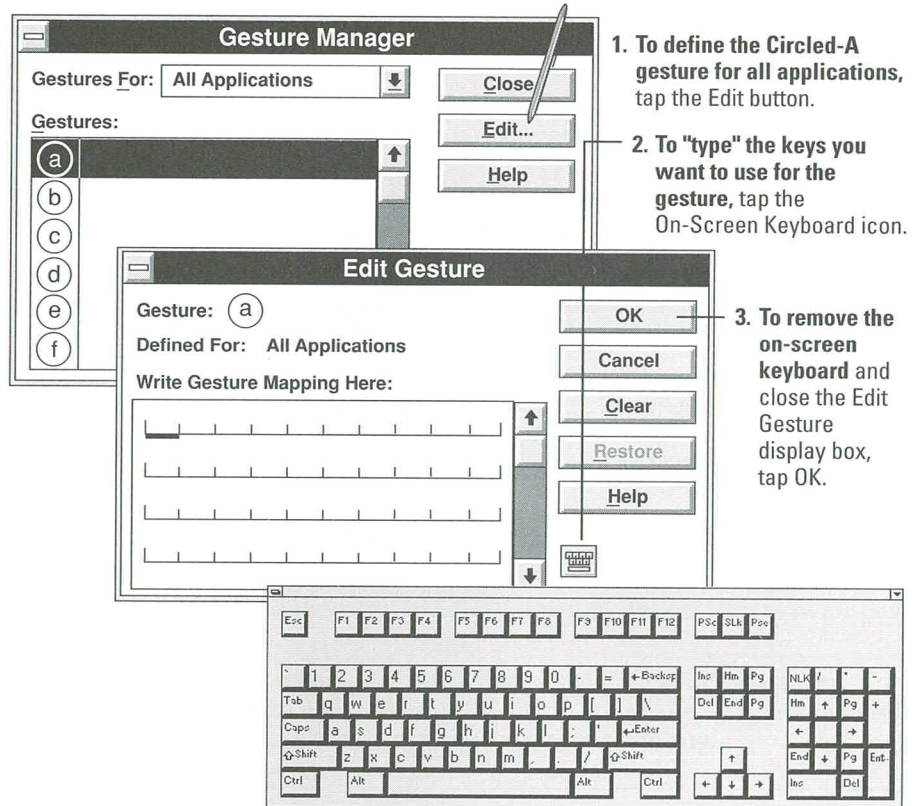 Gesture Manager
Gestures For: All Applications
Close
Gestures:
Edit...
Help
a
b
c
d
e
f
1. To define the Circled-A
gesture for all applications,
tap the Edit button.
2. To "type" the keys you
want to use for the
gesture, tap the
On-Screen Keyboard icon.
Edit Gesture
Gesture: a
Defined For: All Applications
Write Gesture Mapping Here:
OK
Cancel
Clear
Restore
Help
3. To remove the
on-screen
keyboard and
close the Edit
Gesture
display box,
tap OK.
Esc F1 F2 F3 F4 F5 F6 F7 F8 F9 F10 F11 F12 PSc SLk Pse
` 1 2 3 4 5 6 7 8 9 0 - = ←Backsp Ins Hm Pg NLK / * -
Tab q w e r t y u i o p [ ] \ Del End Pg Hm ↑ Pg +
Caps a s d f g h j k l ; ' ↵Enter ← →
⇧Shift z x c v b n m , . / ⇧Shift ↑ End ↓ Pg Ent
Ctrl Alt Alt Ctrl ← ↓ → Ins Del